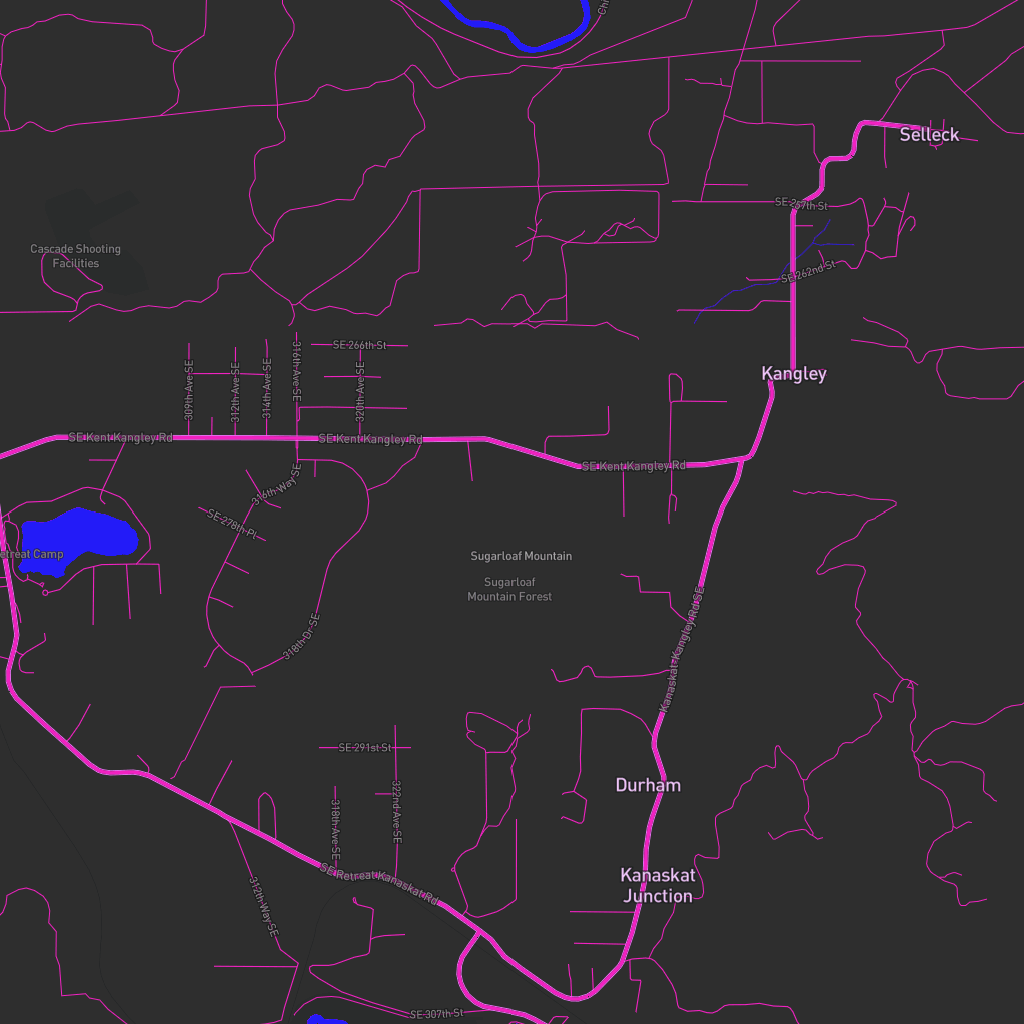 Selleck
SE 257th St
Cascade Shooting
Facilities
SE 262nd St
SE 266th St
309th Ave SE
312th Ave SE
314th Ave SE
316th Ave SE
320th Ave SE
Kangley
SE Kent Kangley Rd
SE Kent Kangley Rd
SE Kent Kangley Rd
316th Way SE
SE 278th Pl
etreat Camp
Sugarloaf Mountain
Sugarloaf
Mountain Forest
318th Dr SE
Kanaskat-Kangley Rd SE
SE 291st St
322nd Ave SE
318th Ave SE
Durham
Kanaskat
Junction
SE Retreat Kanaskat Rd
312th Way SE
SE 307th St